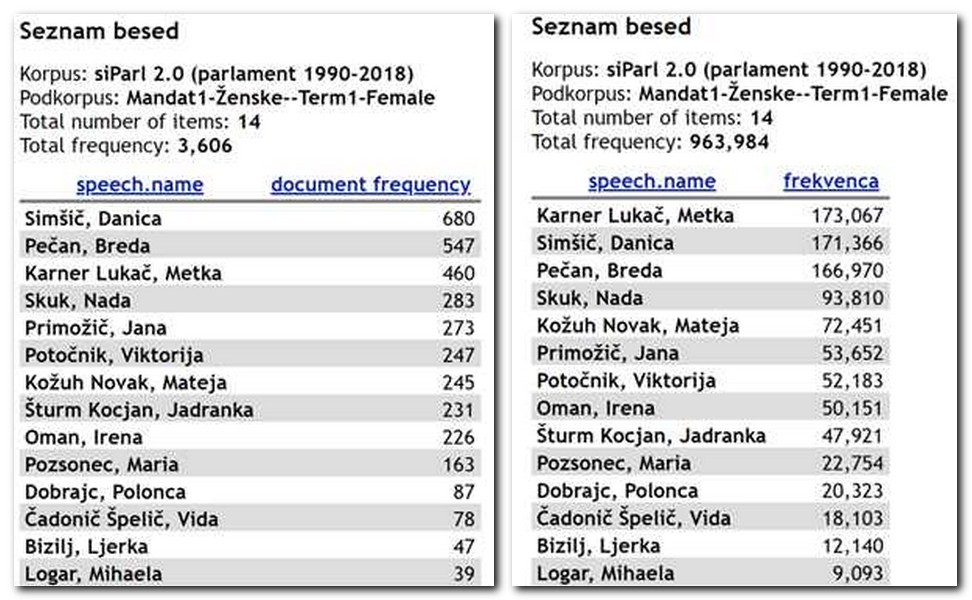 Seznam besed
Korpus: siParl 2.0 (parlament 1990-2018)
Podkorpus: Mandat1-Ženske--Term1-Female
Total number of items: 14
Total frequency: 3,606
speech.name document frequency
Simšič, Danica 680
Pečan, Breda 547
Karner Lukač, Metka 460
Skuk, Nada 283
Primožič, Jana 273
Potočnik, Viktorija 247
Kožuh Novak, Mateja 245
Šturm Kocjan, Jadranka 231
Oman, Irena 226
Pozsonec, Maria 163
Dobrajc, Polonca 87
Čadonič Špelič, Vida 78
Bizilj, Ljerka 47
Logar, Mihaela 39
Seznam besed
Korpus: siParl 2.0 (parlament 1990-2018)
Podkorpus: Mandat1-Ženske--Term1-Female
Total number of items: 14
Total frequency: 963,984
speech.name frekvenca
Karner Lukač, Metka 173,067
Simšič, Danica 171,366
Pečan, Breda 166,970
Skuk, Nada 93,810
Kožuh Novak, Mateja 72,451
Primožič, Jana 53,652
Potočnik, Viktorija 52,183
Oman, Irena 50,151
Šturm Kocjan, Jadranka 47,921
Pozsonec, Maria 22,754
Dobrajc, Polonca 20,323
Čadonič Špelič, Vida 18,103
Bizilj, Ljerka 12,140
Logar, Mihaela 9,093